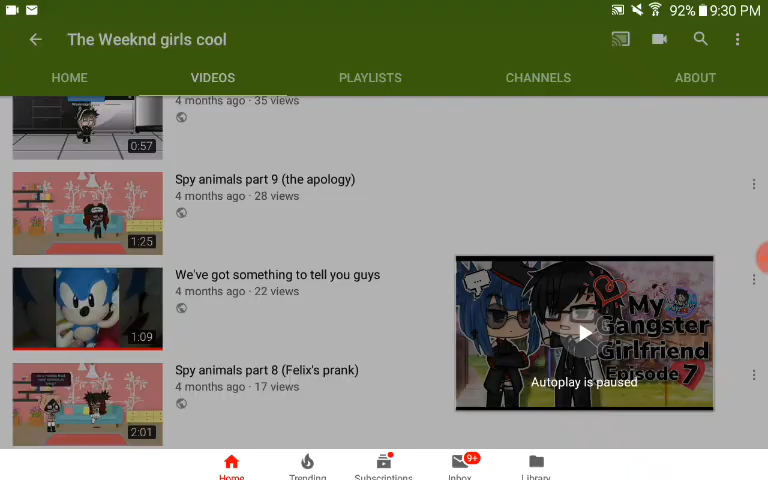 92% 9:30 PM
The Weeknd girls cool
HOME VIDEOS PLAYLISTS CHANNELS ABOUT
4 months ago · 35 views
0:57
Spy animals part 9 (the apology)
4 months ago · 28 views
1:25
We've got something to tell you guys
4 months ago · 22 views
1:09
Spy animals part 8 (Felix's prank)
4 months ago · 17 views
2:01
My
Gangster
Girlfriend
Episode 7
Autoplay is paused
9+
Home Trending Subscriptions Inbox Library